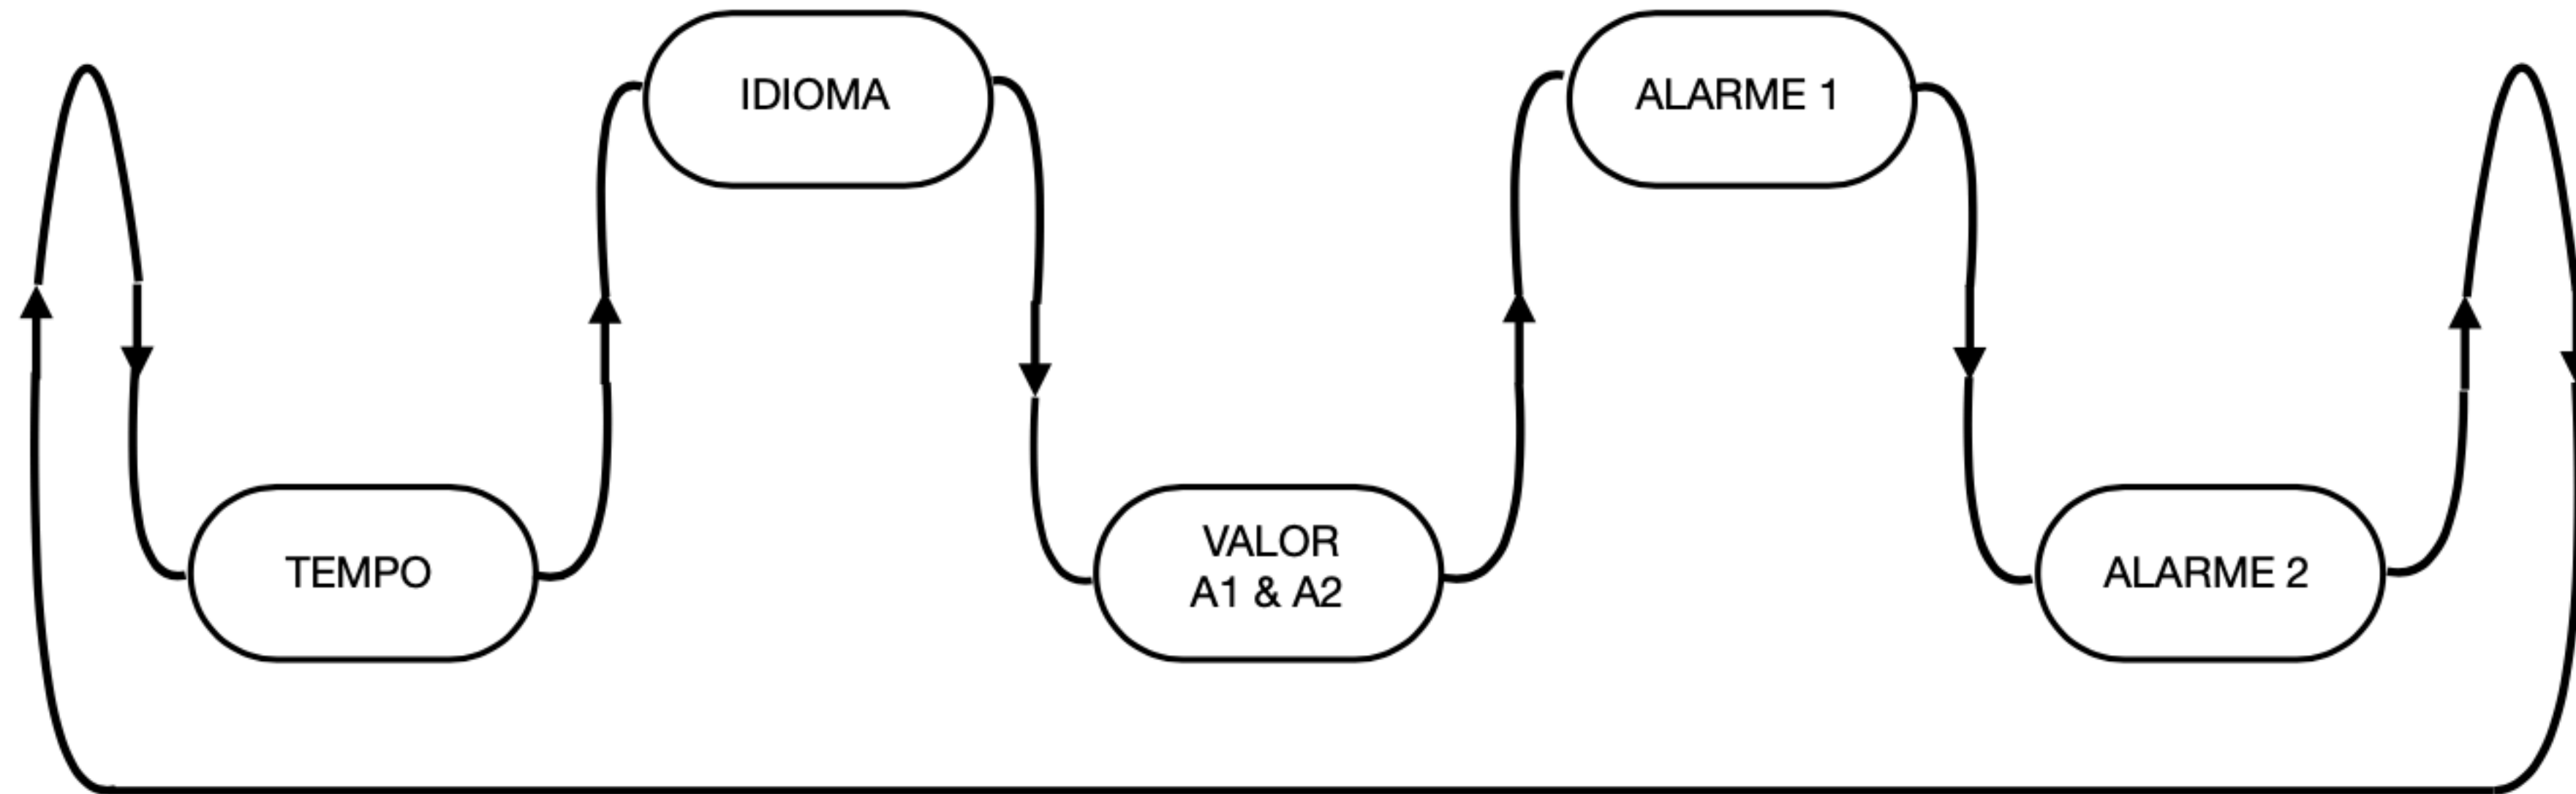 IDIOMA
ALARME 1
TEMPO
VALOR
A1 & A2
ALARME 2